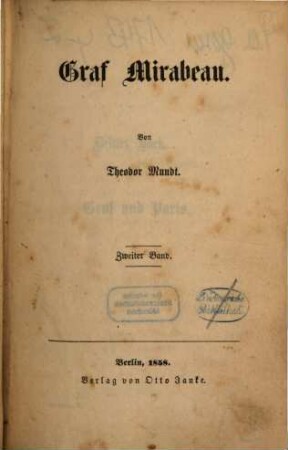 Graf Mirabeau.
Von
Theodor Mundt.
Zweiter Band.
Berlin, 1858.
Verlag von Otto Janke.